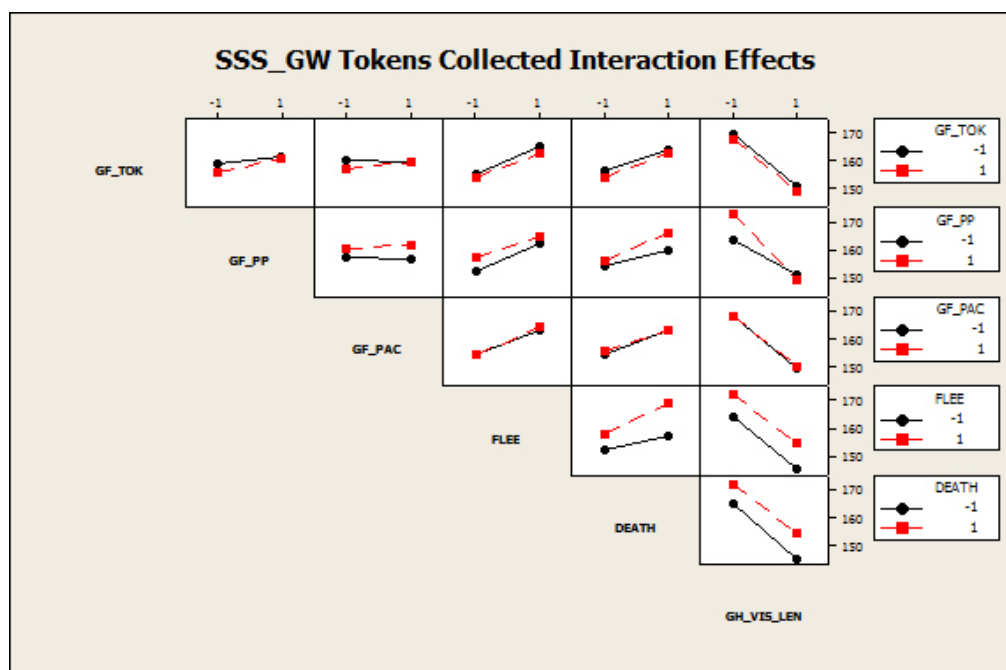 SSS_GW Tokens Collected Interaction Effects
-1 1 -1 1 -1 1 -1 1 -1 1
GF_TOK
170
160
150
GF_TOK
-1
1
GF_PP
170
160
150
GF_PP
-1
1
GF_PAC
170
160
150
GF_PAC
-1
1
FLEE
170
160
150
FLEE
-1
1
DEATH
170
160
150
DEATH
-1
1
GH_VIS_LEN